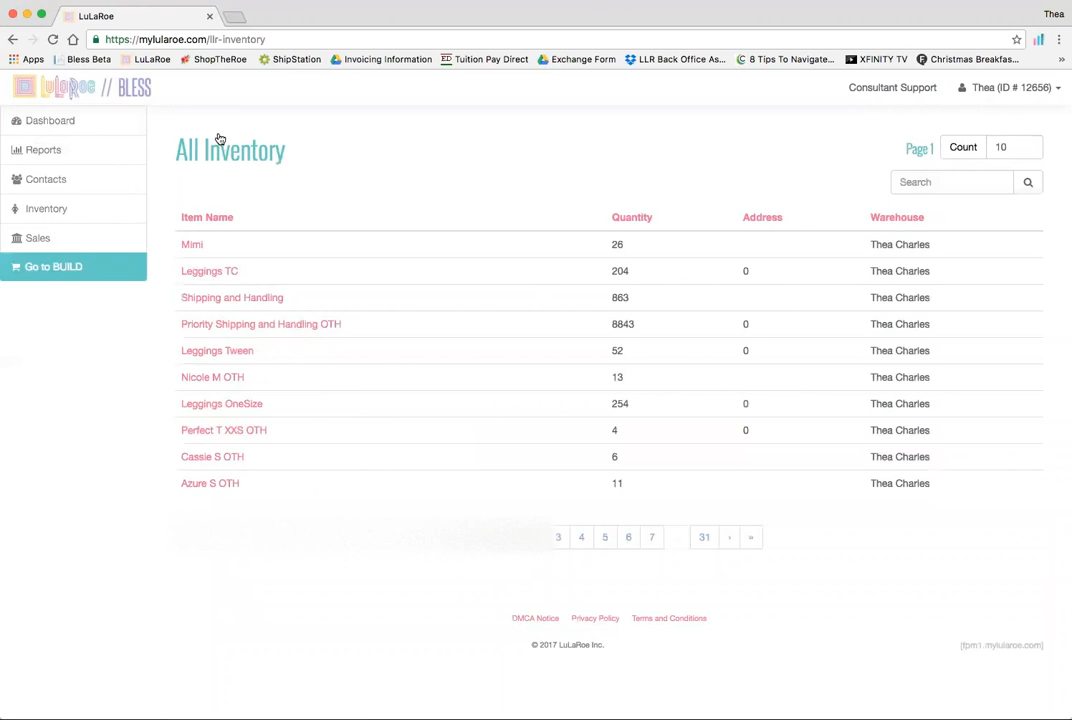 LuLaRoe
Thea
https://mylularoe.com/llr-inventory
Apps Bless Beta LuLaRoe ShopTheRoe ShipStation Invoicing Information Tuition Pay Direct Exchange Form LLR Back Office As... 8 Tips To Navigate... XFINITY TV Christmas Breakfas... »
LuLaRoe // BLESS
Consultant Support Thea (ID # 12656)
Dashboard
Reports
Contacts
Inventory
Sales
Go to BUILD
All Inventory
Page 1 Count 10
Search
Item Name Quantity Address Warehouse
Mimi 26 Thea Charles
Leggings TC 204 0 Thea Charles
Shipping and Handling 863 Thea Charles
Priority Shipping and Handling OTH 8843 0 Thea Charles
Leggings Tween 52 0 Thea Charles
Nicole M OTH 13 Thea Charles
Leggings OneSize 254 0 Thea Charles
Perfect T XXS OTH 4 0 Thea Charles
Cassie S OTH 6 Thea Charles
Azure S OTH 11 Thea Charles
3 4 5 6 7 ... 31 › »
DMCA Notice Privacy Policy Terms and Conditions
© 2017 LuLaRoe Inc.
[fpm1.mylularoe.com]